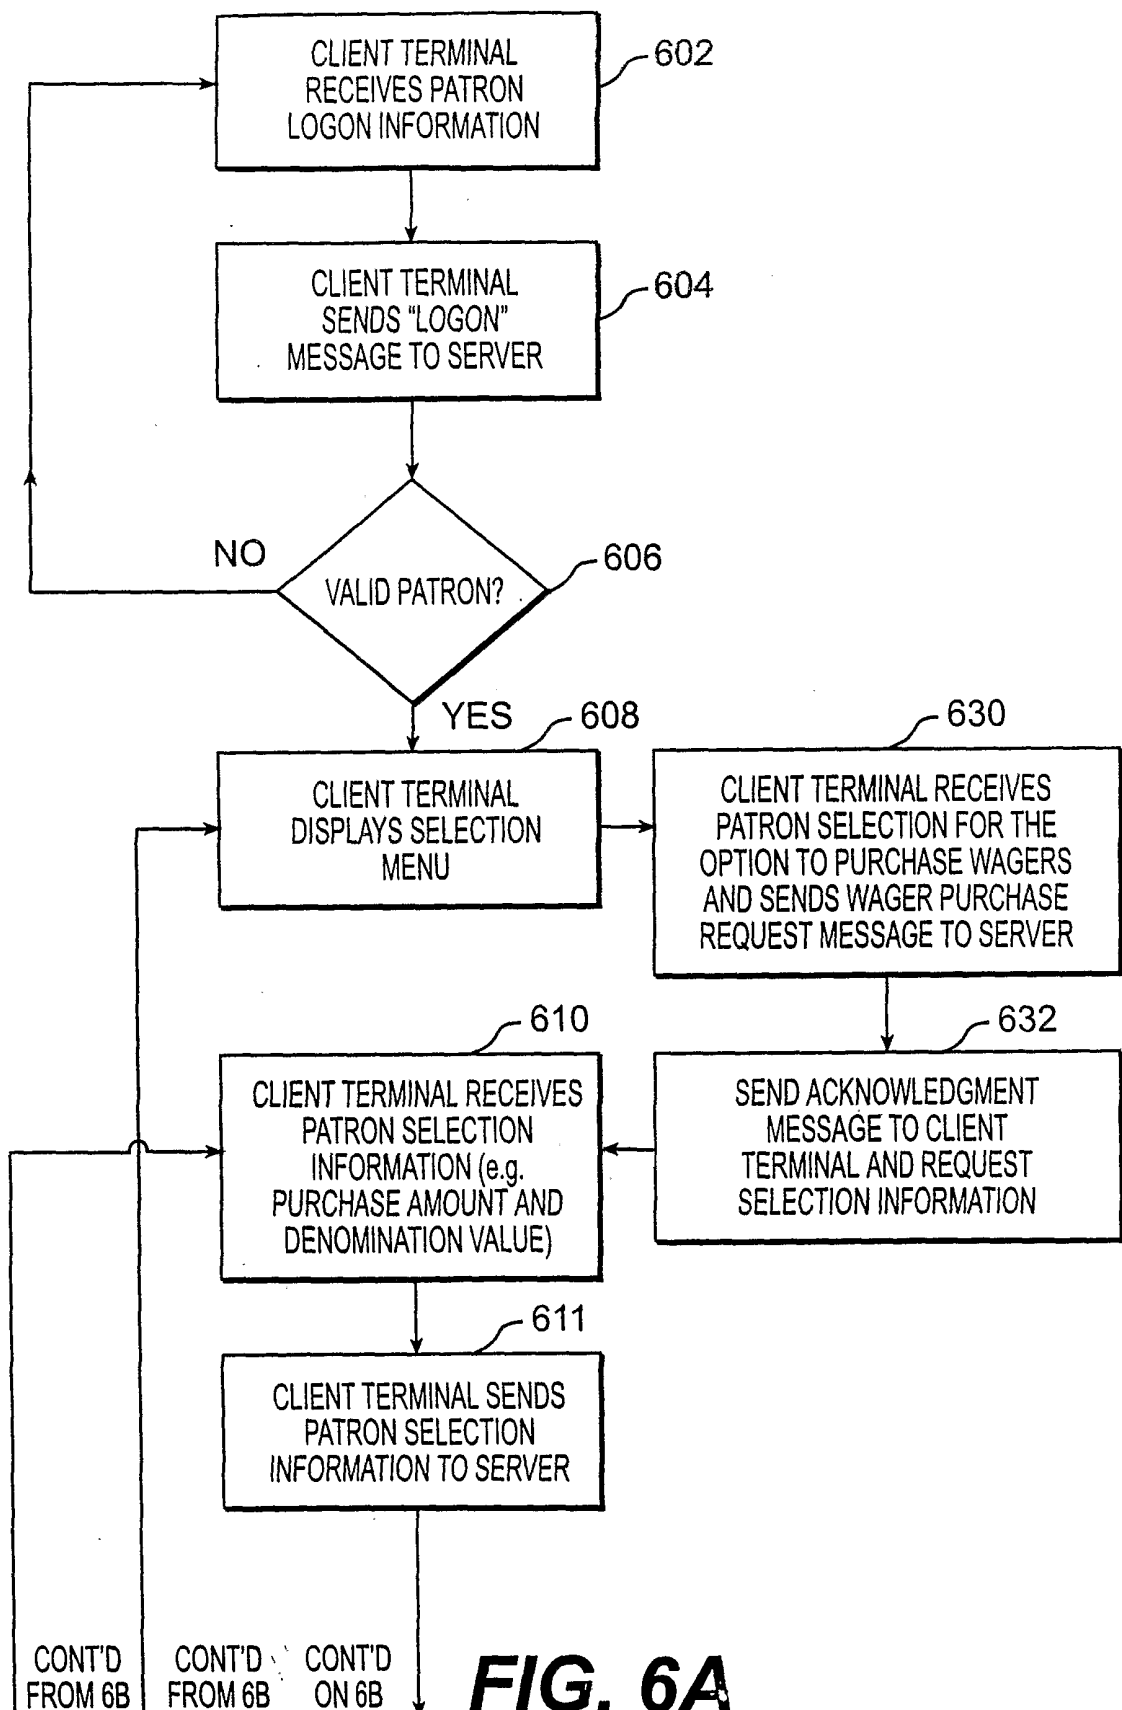 CLIENT TERMINAL
RECEIVES PATRON
LOGON INFORMATION
602
CLIENT TERMINAL
SENDS “LOGON”
MESSAGE TO SERVER
604
VALID PATRON?
606
NO
YES
608
CLIENT TERMINAL
DISPLAYS SELECTION
MENU
630
CLIENT TERMINAL RECEIVES
PATRON SELECTION FOR THE
OPTION TO PURCHASE WAGERS
AND SENDS WAGER PURCHASE
REQUEST MESSAGE TO SERVER
610
CLIENT TERMINAL RECEIVES
PATRON SELECTION
INFORMATION (e.g.
PURCHASE AMOUNT AND
DENOMINATION VALUE)
632
SEND ACKNOWLEDGMENT
MESSAGE TO CLIENT
TERMINAL AND REQUEST
SELECTION INFORMATION
611
CLIENT TERMINAL SENDS
PATRON SELECTION
INFORMATION TO SERVER
CONT'D
FROM 6B
CONT'D
FROM 6B
CONT'D
ON 6B
FIG. 6A